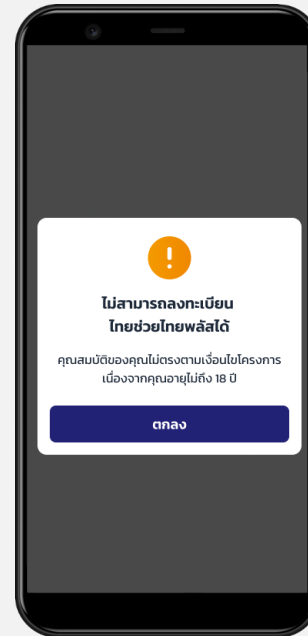 ไม่สามารถลงทะเบียน
ไทยช่วยไทยพลัสได้
คุณสมบัติของคุณไม่ตรงตามเงื่อนไขโครงการ
เนื่องจากคุณอายุไม่ถึง 18 ปี
ตกลง